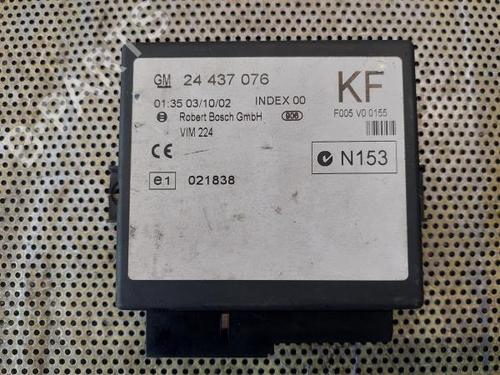 GM 24 437 076
KF
01:35 03/10/02 INDEX 00
F005 V0 0155
Robert Bosch GmbH 906
VIM 224
CE
N153
e1 021838
PARTS